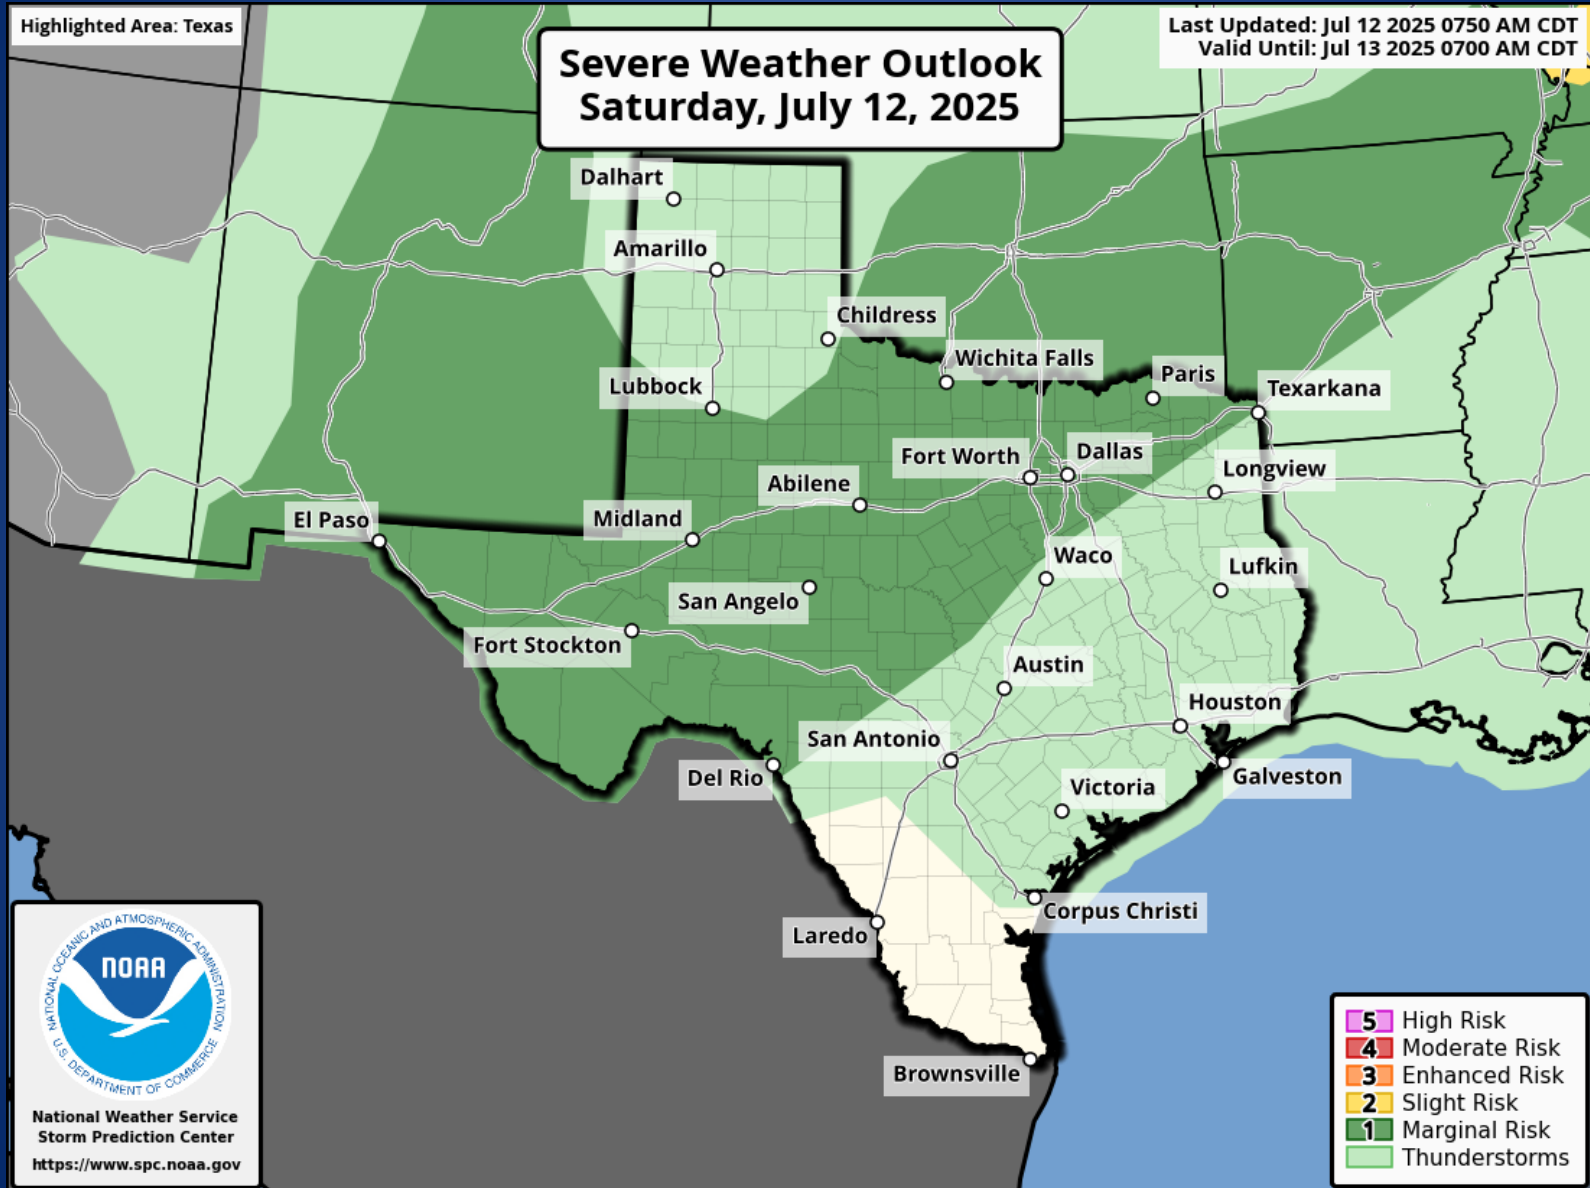 Highlighted Area: Texas
Last Updated: Jul 12 2025 0750 AM CDT
Valid Until: Jul 13 2025 0700 AM CDT
Severe Weather Outlook
Saturday, July 12, 2025
Dalhart
Amarillo
Childress
Wichita Falls
Paris
Texarkana
Lubbock
Fort Worth
Dallas
Longview
Abilene
El Paso
Midland
Waco
Lufkin
San Angelo
Fort Stockton
Austin
Houston
San Antonio
Del Rio
Galveston
Victoria
Corpus Christi
Laredo
Brownsville
NATIONAL OCEANIC AND ATMOSPHERIC ADMINISTRATION
NOAA
U.S. DEPARTMENT OF COMMERCE
National Weather Service
Storm Prediction Center
https://www.spc.noaa.gov
5 High Risk
4 Moderate Risk
3 Enhanced Risk
2 Slight Risk
1 Marginal Risk
Thunderstorms